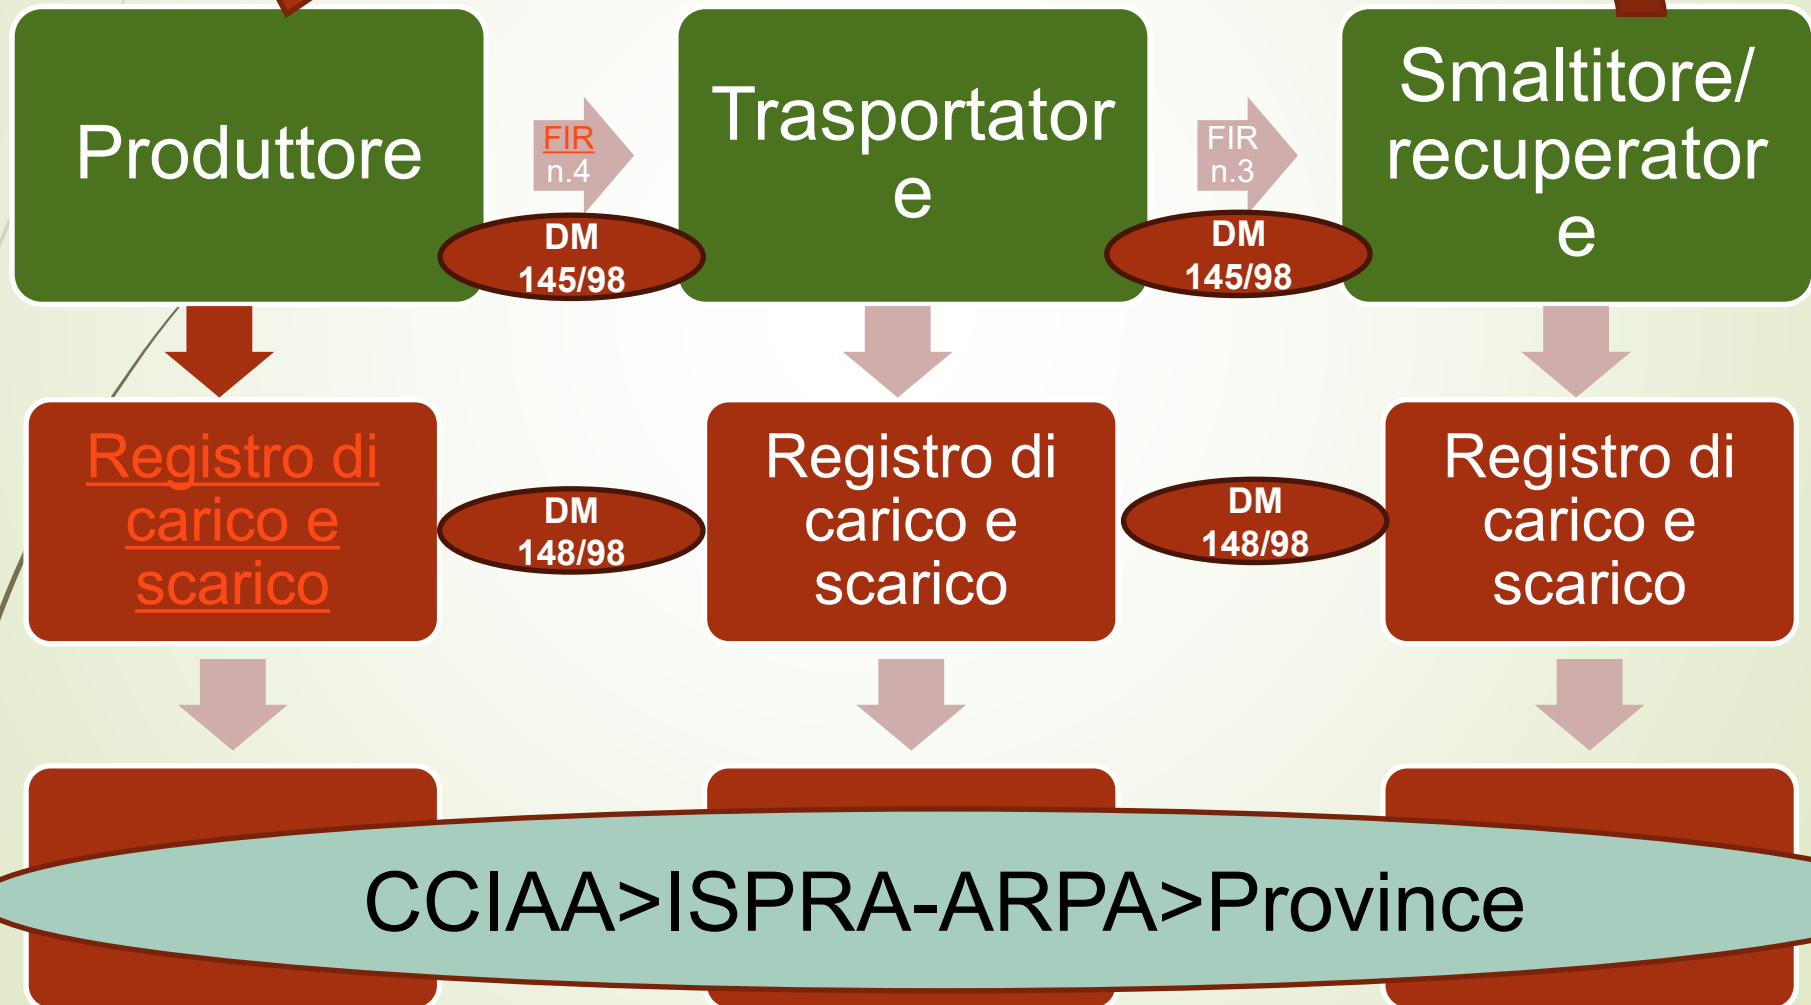 Produttore
FIR
n.4
Trasportator
e
FIR
n.3
Smaltitore/
recuperator
e
DM
145/98
DM
145/98
Registro di
carico e
scarico
DM
148/98
Registro di
carico e
scarico
DM
148/98
Registro di
carico e
scarico
CCIAA>ISPRA-ARPA>Province